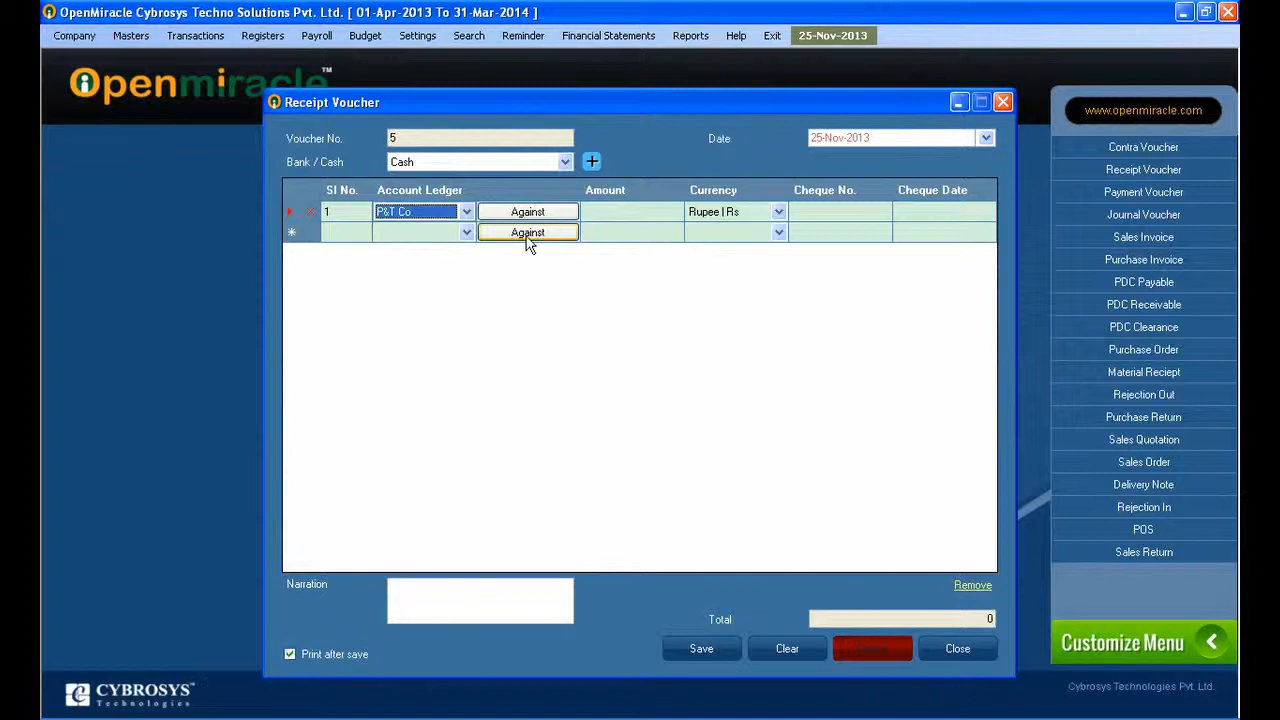 OpenMiracle Cybrosys Techno Solutions Pvt. Ltd. [ 01-Apr-2013 To 31-Mar-2014 ]
Company Masters Transactions Registers Payroll Budget Settings Search Reminder Financial Statements Reports Help Exit 25-Nov-2013
Openmiracle™
Receipt Voucher
Voucher No. 5 Date 25-Nov-2013
Bank / Cash Cash
Sl No. Account Ledger Amount Currency Cheque No. Cheque Date
1 P&T Co Against Rupee | Rs
Against
Narration
Remove
Total 0
Print after save
Save Clear Close
www.openmiracle.com
Contra Voucher
Receipt Voucher
Payment Voucher
Journal Voucher
Sales Invoice
Purchase Invoice
PDC Payable
PDC Receivable
PDC Clearance
Purchase Order
Material Reciept
Rejection Out
Purchase Return
Sales Quotation
Sales Order
Delivery Note
Rejection In
POS
Sales Return
Customize Menu
CYBROSYS™
Technologies
Cybrosys Technologies Pvt. Ltd.